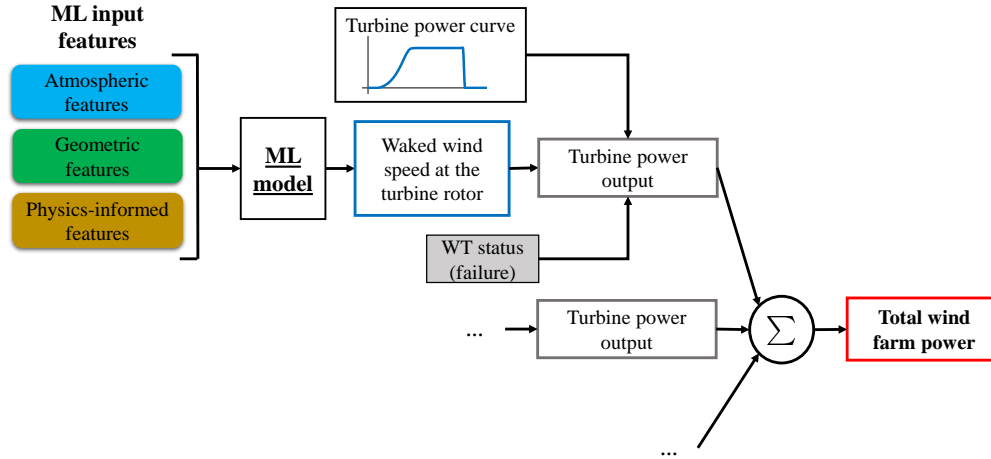 ML input
features
Atmospheric
features
Geometric
features
Physics-informed
features
ML
model
Turbine power curve
Waked wind
speed at the
turbine rotor
Turbine power
output
WT status
(failure)
...
Turbine power
output
∑
Total wind
farm power
...